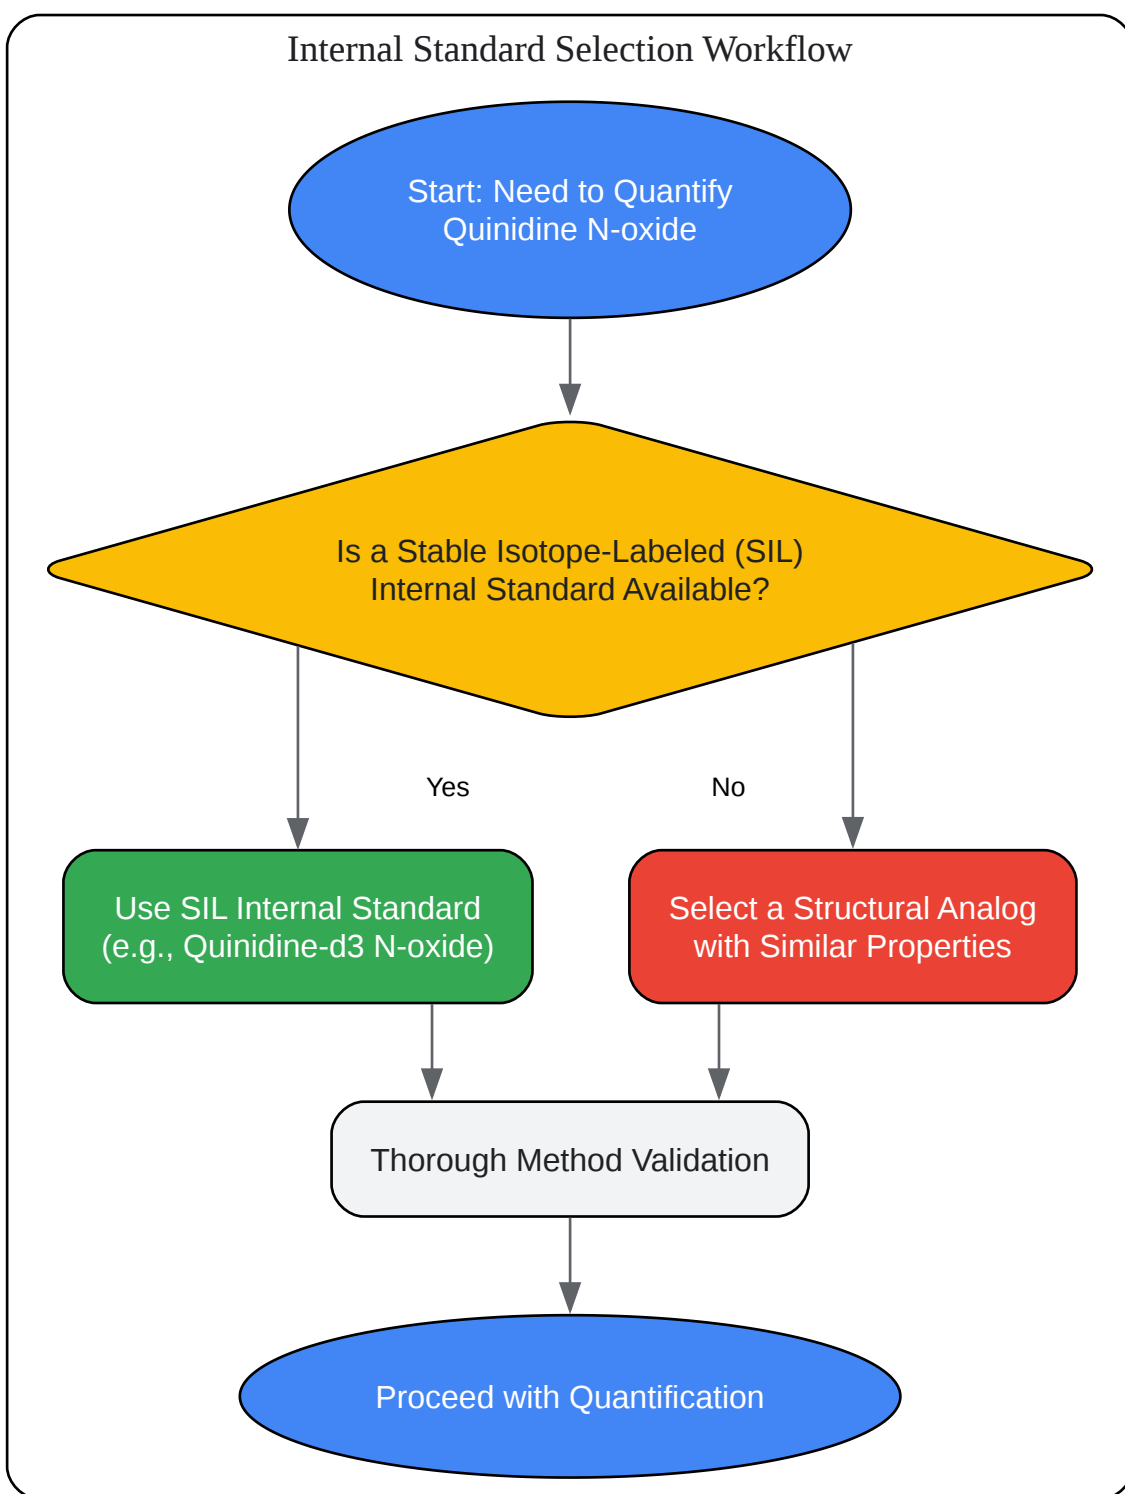 Internal Standard Selection Workflow
Start: Need to Quantify
Quinidine N-oxide
Is a Stable Isotope-Labeled (SIL)
Internal Standard Available?
Yes
No
Use SIL Internal Standard
(e.g., Quinidine-d3 N-oxide)
Select a Structural Analog
with Similar Properties
Thorough Method Validation
Proceed with Quantification